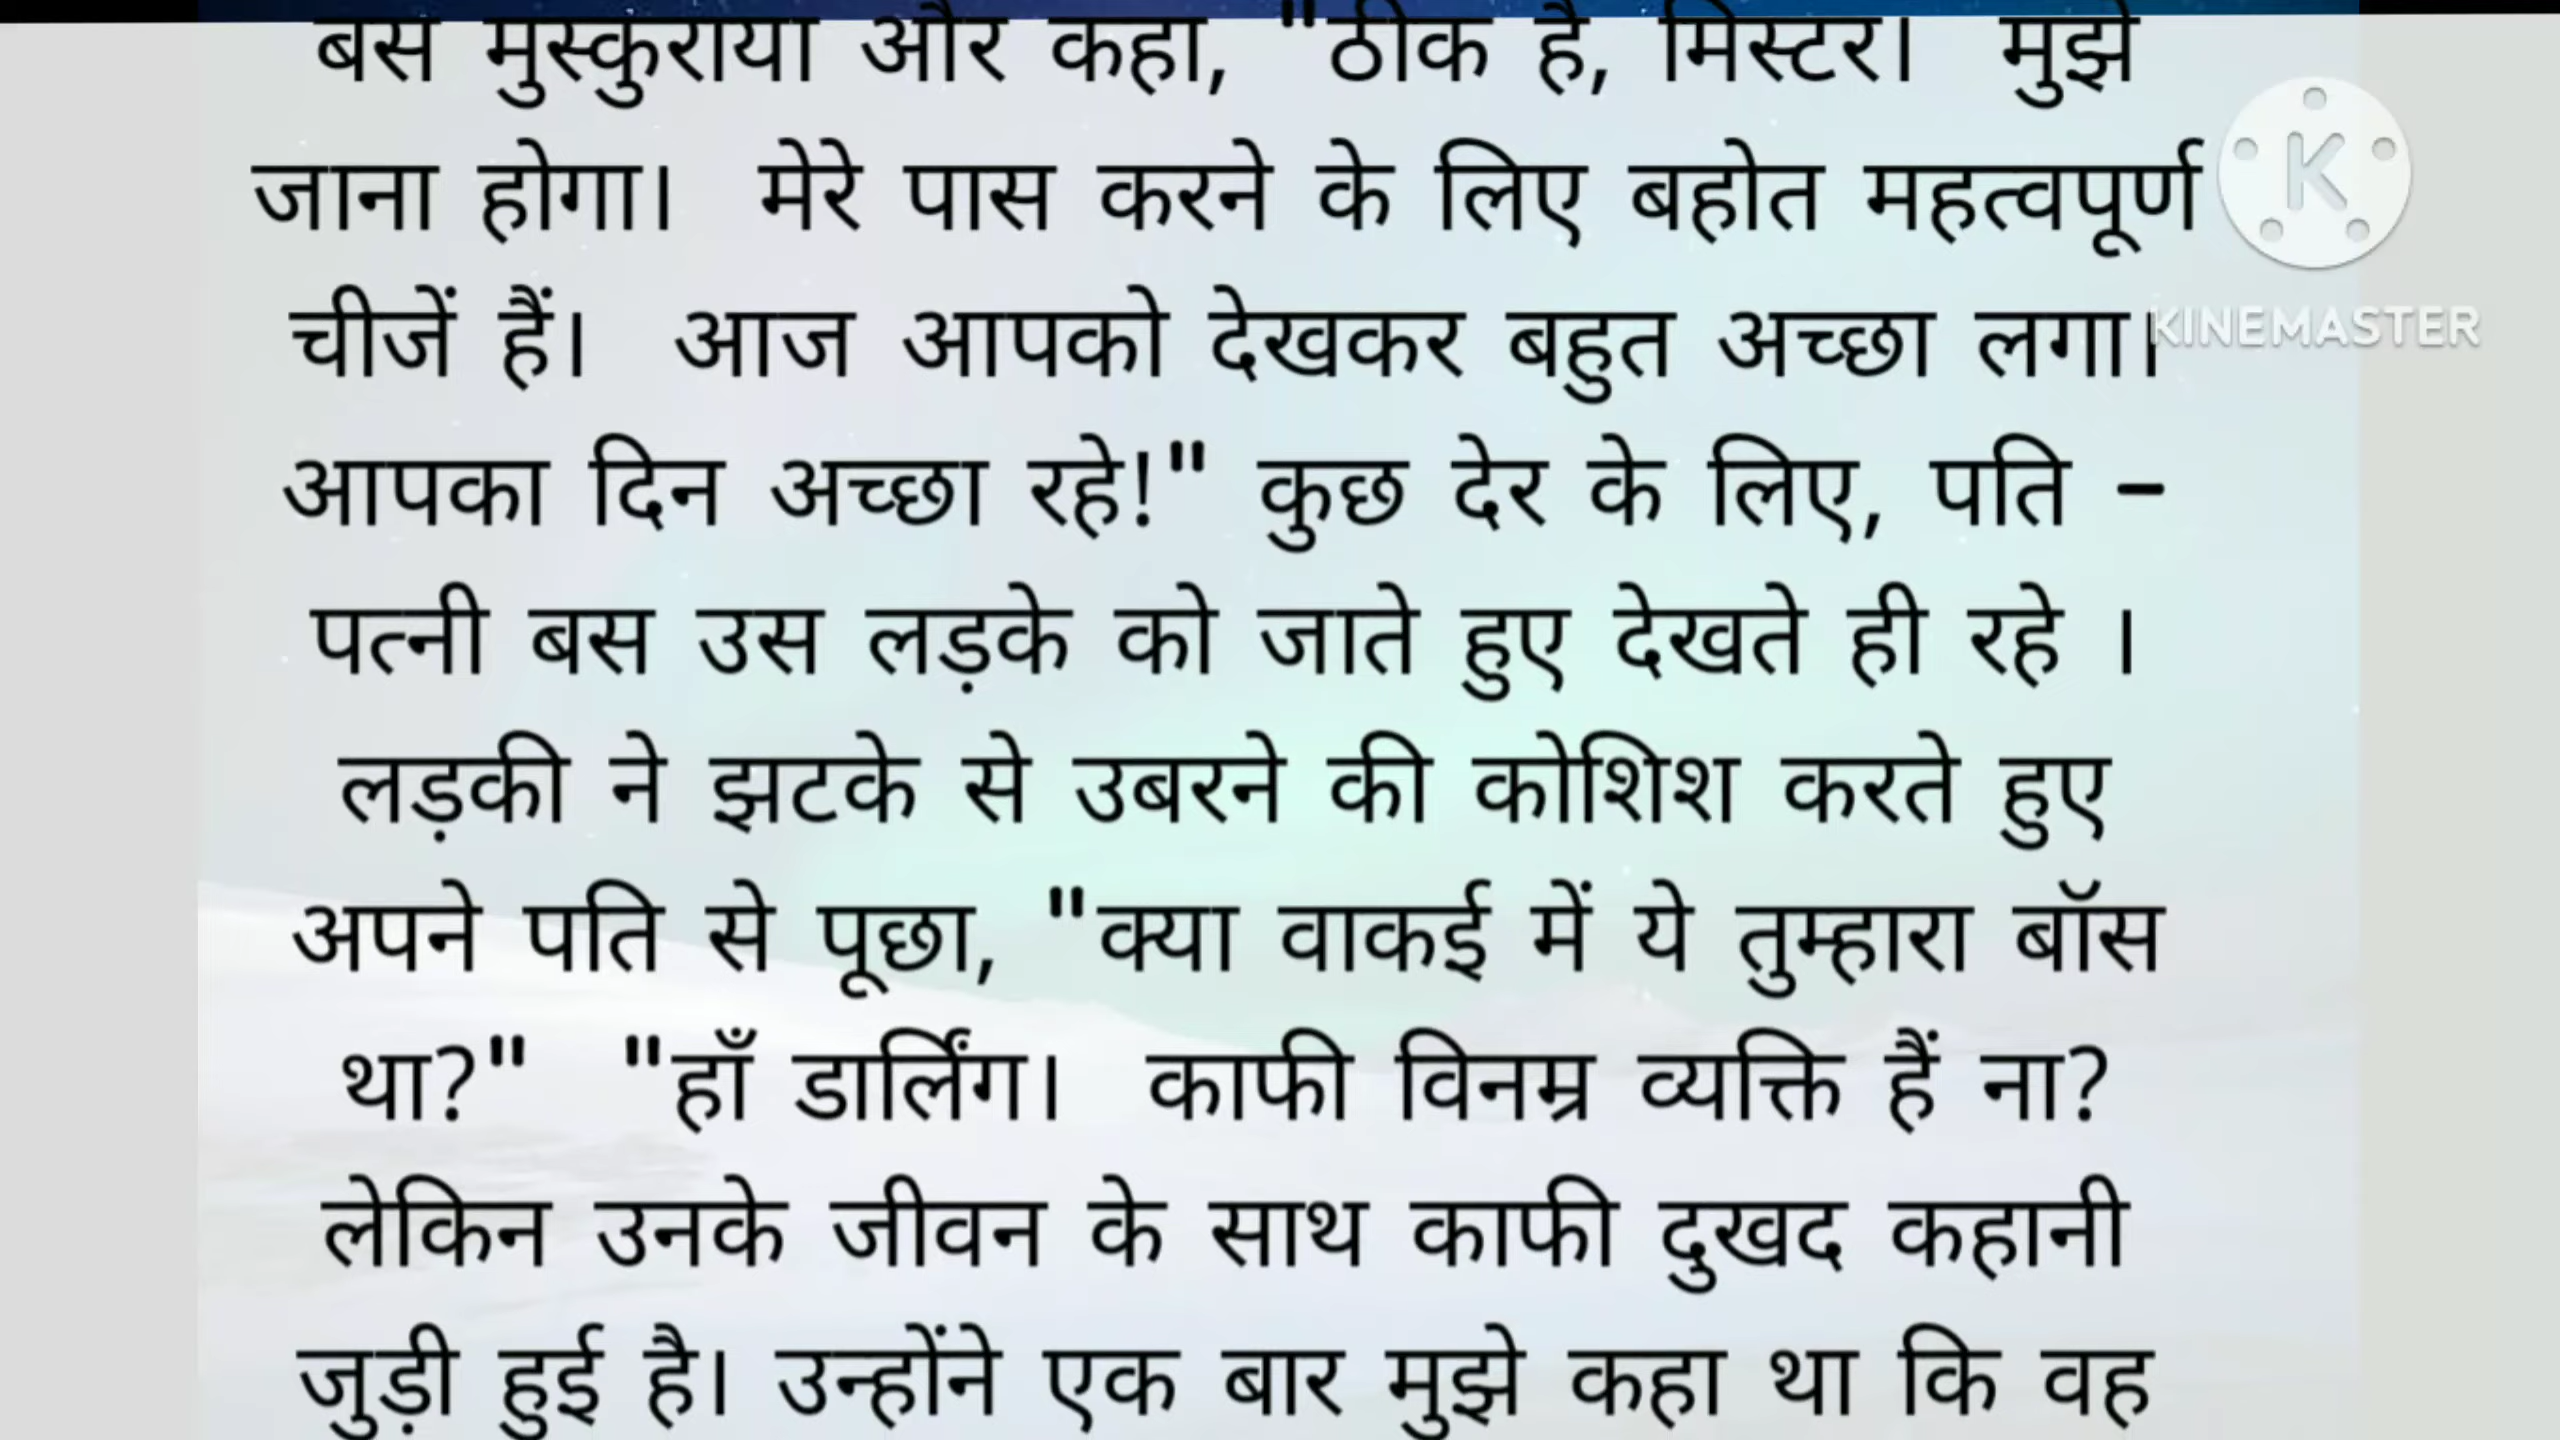 बस मुस्कुराया और कहा, "ठीक है, मिस्टर। मुझे
जाना होगा। मेरे पास करने के लिए बहोत महत्वपूर्ण
चीजें हैं। आज आपको देखकर बहुत अच्छा लगा।
KINEMASTER
आपका दिन अच्छा रहे!" कुछ देर के लिए, पति -
पत्नी बस उस लड़के को जाते हुए देखते ही रहे ।
लड़की ने झटके से उबरने की कोशिश करते हुए
अपने पति से पूछा, "क्या वाकई में ये तुम्हारा बॉस
था?" "हाँ डार्लिंग। काफी विनम्र व्यक्ति हैं ना?
लेकिन उनके जीवन के साथ काफी दुखद कहानी
जुड़ी हुई है। उन्होंने एक बार मुझे कहा था कि वह